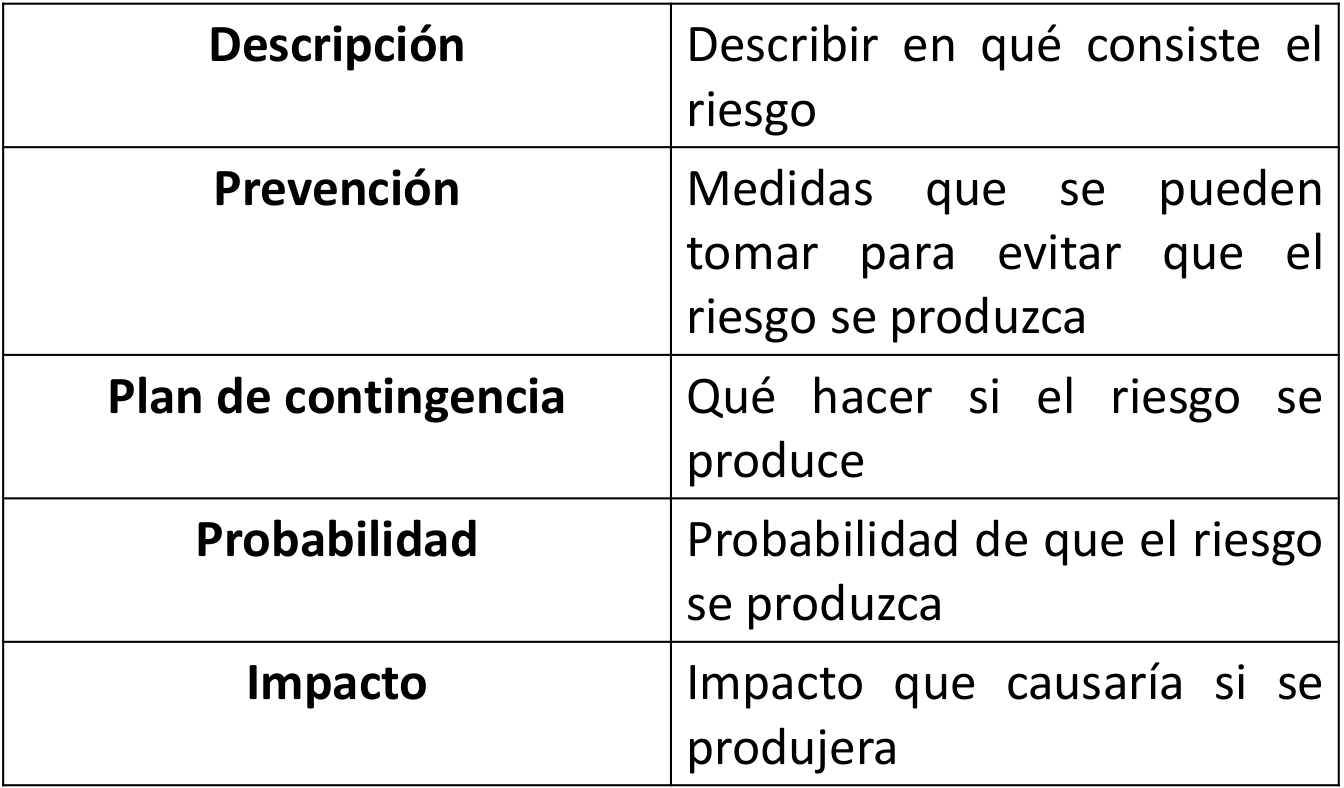 Descripción
Describir en qué consiste el
riesgo
Prevención
Medidas que se pueden
tomar para evitar que el
riesgo se produzca
Plan de contingencia
Qué hacer si el riesgo se
produce
Probabilidad
Probabilidad de que el riesgo
se produzca
Impacto
Impacto que causaría si se
produjera